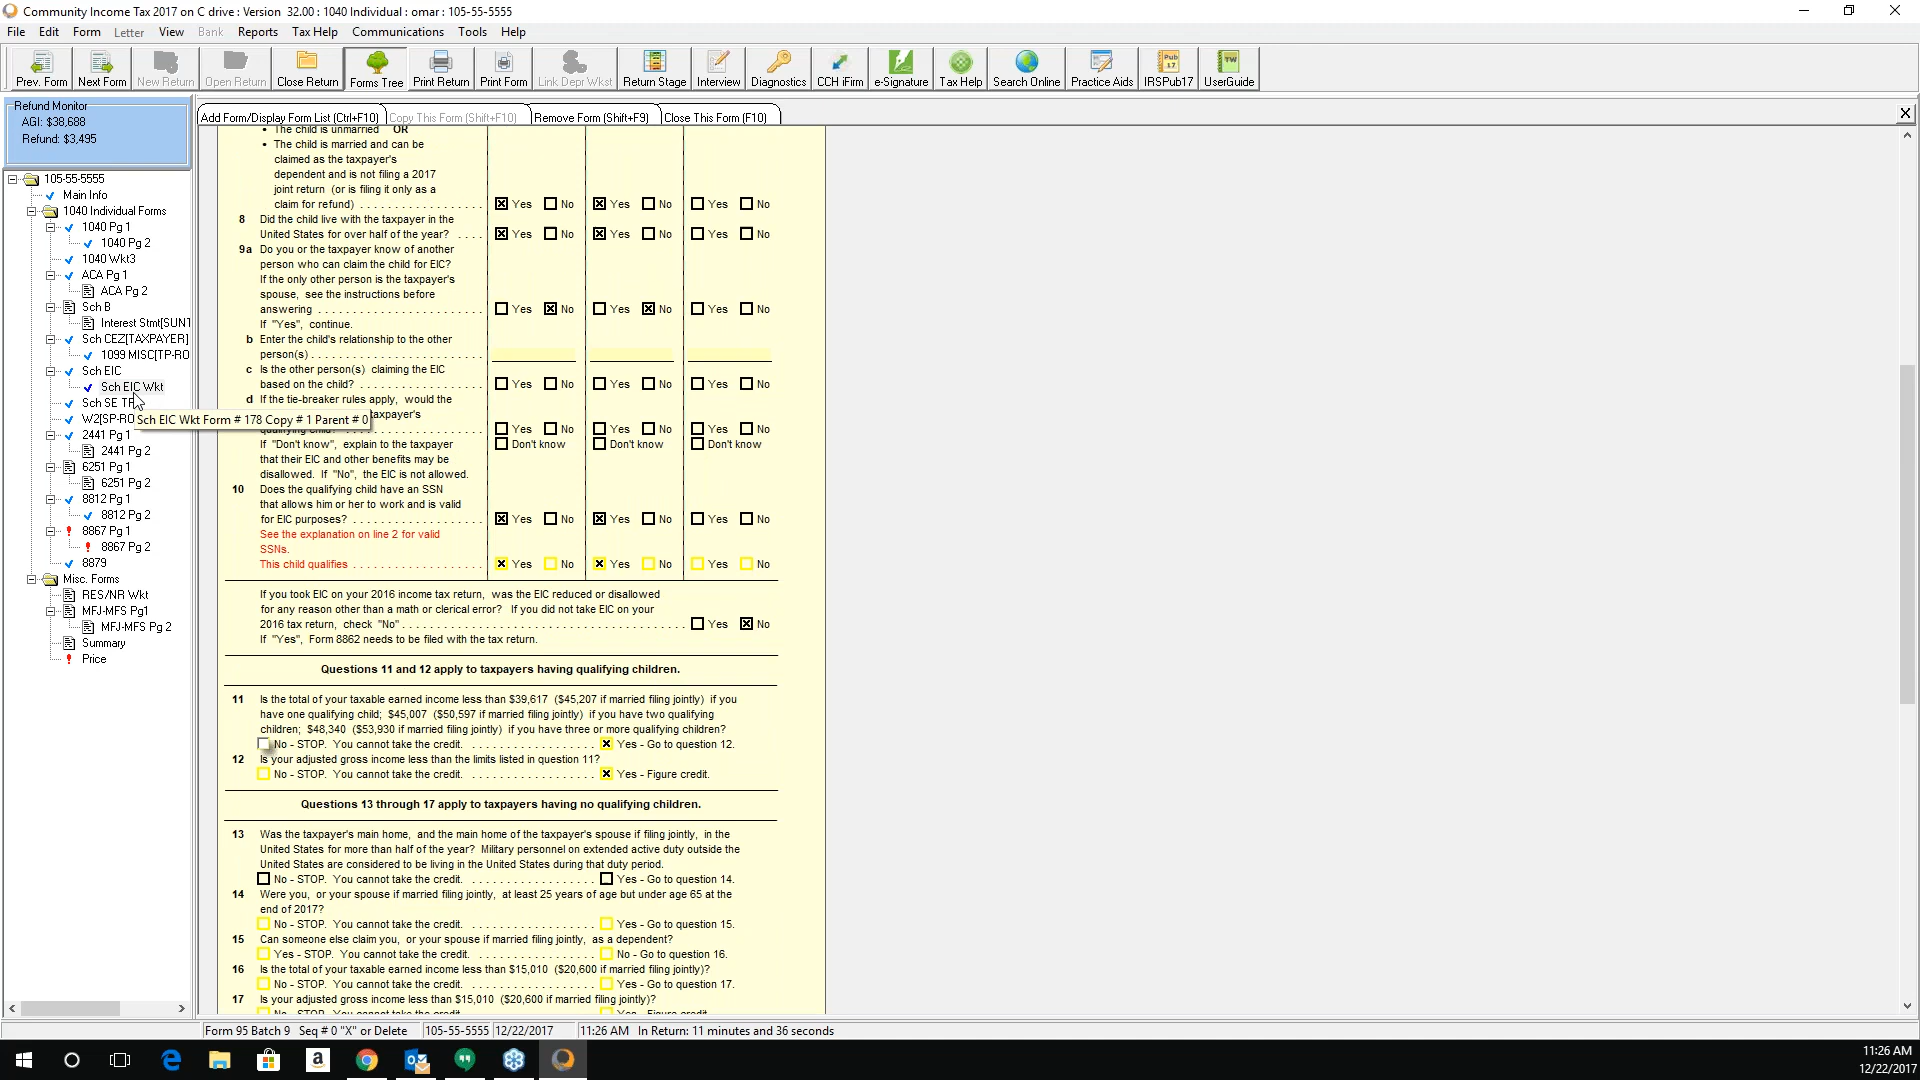 Community Income Tax 2017 on C drive : Version 32.00 : 1040 Individual : omar : 105-55-5555
File Edit Form Letter View Bank Reports Tax Help Communications Tools Help
Prev. Form Next Form New Return Open Return Close Return Forms Tree Print Return Print Form Link Depr Wkst Return Stage Interview Diagnostics CCH iFirm e-Signature Tax Help Search Online Practice Aids IRSPub17 UserGuide
Refund Monitor
AGI: $38,688
Refund: $3,495
Add Form/Display Form List (Ctrl+F10) Copy This Form (Shift+F10) Remove Form (Shift+F9) Close This Form (F10)
105-55-5555
Main Info
1040 Individual Forms
1040 Pg 1
1040 Pg 2
1040 Wkt3
ACA Pg 1
ACA Pg 2
Sch B
Interest Stmt[SUNT
Sch CEZ[TAXPAYER]
1099 MISC[TP-RO
Sch EIC
Sch EIC Wkt
Sch SE TP
W2[SP-RO
2441 Pg 1
2441 Pg 2
6251 Pg 1
6251 Pg 2
8812 Pg 1
8812 Pg 2
8867 Pg 1
8867 Pg 2
8879
Misc. Forms
RES/NR Wkt
MFJ-MFS Pg1
MFJ-MFS Pg 2
Summary
Price
Sch EIC Wkt Form # 178 Copy # 1 Parent # 0
• The child is unmarried OR
• The child is married and can
be claimed as the taxpayer's
dependent and is not filing a 2017
joint return (or is filing it only as a
claim for refund) . . . . . . . . . . . . . . . . . . Yes No Yes No Yes No
8 Did the child live with the taxpayer in the
United States for over half of the year? . . . . Yes No Yes No Yes No
9a Do you or the taxpayer know of another
person who can claim the child for EIC?
If the only other person is the taxpayer's
spouse, see the instructions before
answering . . . . . . . . . . . . . . . . . . . . . . . . Yes No Yes No Yes No
If "Yes", continue.
b Enter the child's relationship to the other
person(s) . . . . . . . . . . . . . . . . . . . . . . . .
c Is the other person(s) claiming the EIC
based on the child? . . . . . . . . . . . . . . . . . . Yes No Yes No Yes No
d If the tie-breaker rules apply, would the
taxpayer's
Yes No Yes No Yes No
If "Don't know", explain to the taxpayer Don't know Don't know Don't know
that their EIC and other benefits may be
disallowed. If "No", the EIC is not allowed.
10 Does the qualifying child have an SSN
that allows him or her to work and is valid
for EIC purposes? . . . . . . . . . . . . . . . . . . . Yes No Yes No Yes No
See the explanation on line 2 for valid
SSNs.
This child qualifies . . . . . . . . . . . . . . . . . . . Yes No Yes No Yes No
If you took EIC on your 2016 income tax return, was the EIC reduced or disallowed
for any reason other than a math or clerical error? If you did not take EIC on your
2016 tax return, check "No" . . . . . . . . . . . . . . . . . . . . . . . . . . . . . . . . . . . . . . . . Yes No
If "Yes", Form 8862 needs to be filed with the tax return.
Questions 11 and 12 apply to taxpayers having qualifying children.
11 Is the total of your taxable earned income less than $39,617 ($45,207 if married filing jointly) if you
have one qualifying child; $45,007 ($50,597 if married filing jointly) if you have two qualifying
children; $48,340 ($53,930 if married filing jointly) if you have three or more qualifying children?
No - STOP. You cannot take the credit. . . . . . . . . . . . . . . . . . Yes - Go to question 12.
12 Is your adjusted gross income less than the limits listed in question 11?
No - STOP. You cannot take the credit. . . . . . . . . . . . . . . . . . Yes - Figure credit.
Questions 13 through 17 apply to taxpayers having no qualifying children.
13 Was the taxpayer's main home, and the main home of the taxpayer's spouse if filing jointly, in the
United States for more than half of the year? Military personnel on extended active duty outside the
United States are considered to be living in the United States during that duty period.
No - STOP. You cannot take the credit. . . . . . . . . . . . . . . . . . Yes - Go to question 14.
14 Were you, or your spouse if married filing jointly, at least 25 years of age but under age 65 at the
end of 2017?
No - STOP. You cannot take the credit. . . . . . . . . . . . . . . . . . Yes - Go to question 15.
15 Can someone else claim you, or your spouse if married filing jointly, as a dependent?
Yes - STOP. You cannot take the credit. . . . . . . . . . . . . . . . . . No - Go to question 16.
16 Is the total of your taxable earned income less than $15,010 ($20,600 if married filing jointly)?
No - STOP. You cannot take the credit. . . . . . . . . . . . . . . . . . Yes - Go to question 17.
17 Is your adjusted gross income less than $15,010 ($20,600 if married filing jointly)?
Form 95 Batch 9 Seq # 0 "X" or Delete 105-55-5555 12/22/2017 11:26 AM In Return: 11 minutes and 36 seconds
11:26 AM
12/22/2017